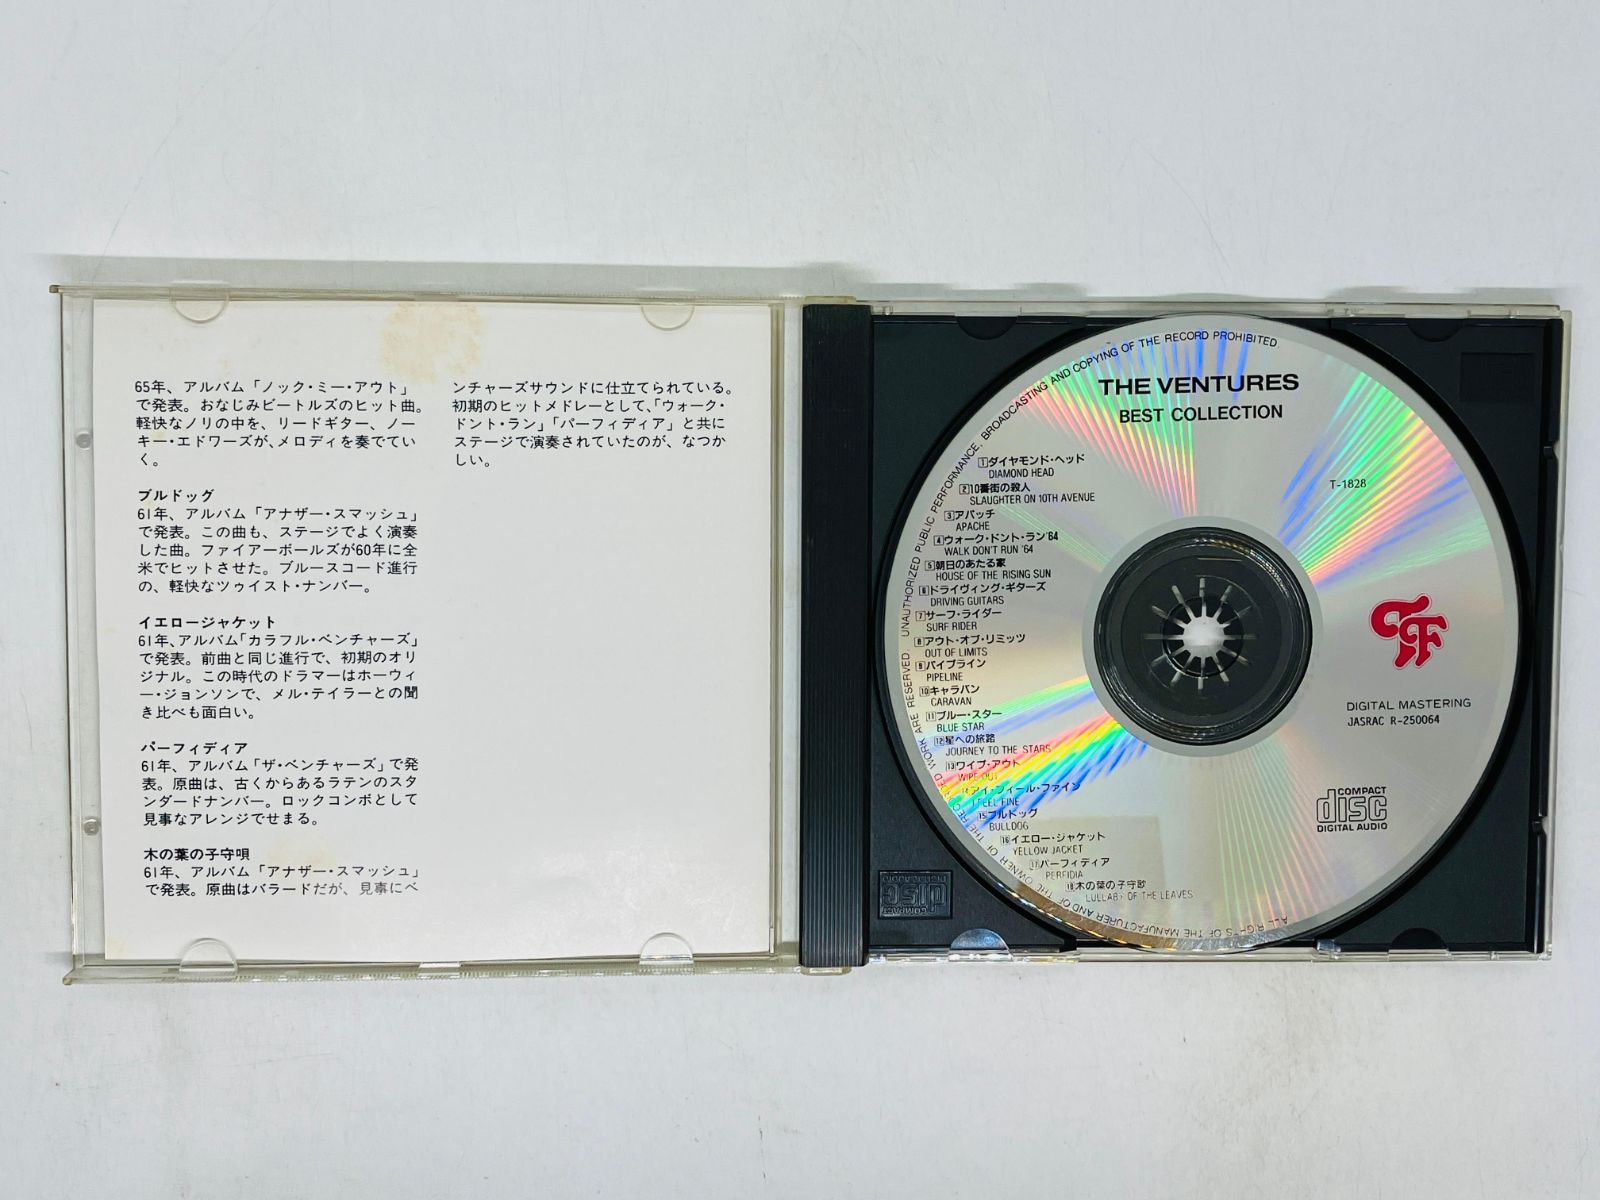 65年、アルバム「ノック・ミー・アウト」
で発表。おなじみビートルズのヒット曲。
軽快なノリの中を、リードギター、ノー
キー・エドワーズが、メロディを奏でてい
く。
ブルドッグ
61年、アルバム「アナザー・スマッシュ」
で発表。この曲も、ステージでよく演奏
した曲。ファイアーボールズが60年に全
米でヒットさせた。ブルースコード進行
の、軽快なツゥイスト・ナンバー。
イエロージャケット
61年、アルバム「カラフル・ベンチャーズ」
で発表。前曲と同じ進行で、初期のオリ
ジナル。この時代のドラマーはホーウィ
ー・ジョンソンで、メル・テイラーとの聞
き比べも面白い。
パーフィディア
61年、アルバム「ザ・ベンチャーズ」で発
表。原曲は、古くからあるラテンのスタ
ンダードナンバー。ロックコンボとして
見事なアレンジでせまる。
木の葉の子守唄
61年、アルバム「アナザー・スマッシュ」
で発表。原曲はバラードだが、見事にベ
ンチャーズサウンドに仕立てられている。
初期のヒットメドレーとして、「ウォーク・
ドント・ラン」「パーフィディア」と共に
ステージで演奏されていたのが、なつか
しい。
THE VENTURES
BEST COLLECTION
1 ダイヤモンド・ヘッド
DIAMOND HEAD
2 10番街の殺人
SLAUGHTER ON 10TH AVENUE
3 アパッチ
APACHE
4 ウォーク・ドント・ラン'64
WALK DON'T RUN '64
5 朝日のあたる家
HOUSE OF THE RISING SUN
6 ドライヴィング・ギターズ
DRIVING GUITARS
7 サーフ・ライダー
SURF RIDER
8 アウト・オブ・リミッツ
OUT OF LIMITS
9 パイプライン
PIPELINE
10 キャラバン
CARAVAN
11 ブルー・スター
BLUE STAR
12 星への旅路
JOURNEY TO THE STARS
13 ワイプ・アウト
WIPE OUT
14 アイ・フィール・ファイン
I FEEL FINE
15 ブルドッグ
BULLDOG
16 イエロー・ジャケット
YELLOW JACKET
17 パーフィディア
PERFIDIA
18 木の葉の子守歌
LULLABY OF THE LEAVES
T-1828
DIGITAL MASTERING
JASRAC R-250064
COMPACT
disc
DIGITAL AUDIO
ALL RIGHTS OF THE MANUFACTURER AND OF THE OWNER OF THE RECORDED WORK ARE RESERVED. UNAUTHORIZED PUBLIC PERFORMANCE, BROADCASTING AND COPYING OF THE RECORD PROHIBITED
COMPACT
disc
DIGITAL AUDIO